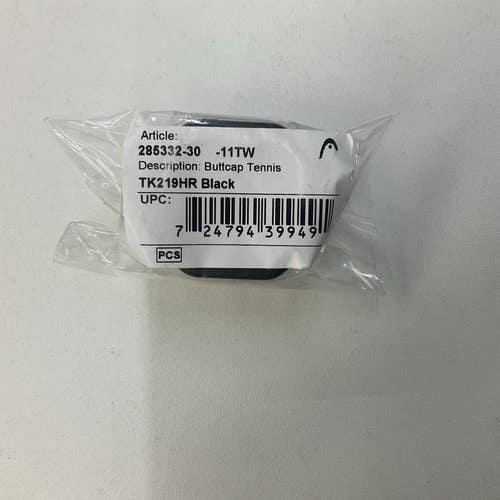 Article:
285332-30 -11TW
Description: Buttcap Tennis
TK219HR Black
UPC:
7 24794 39949
PCS